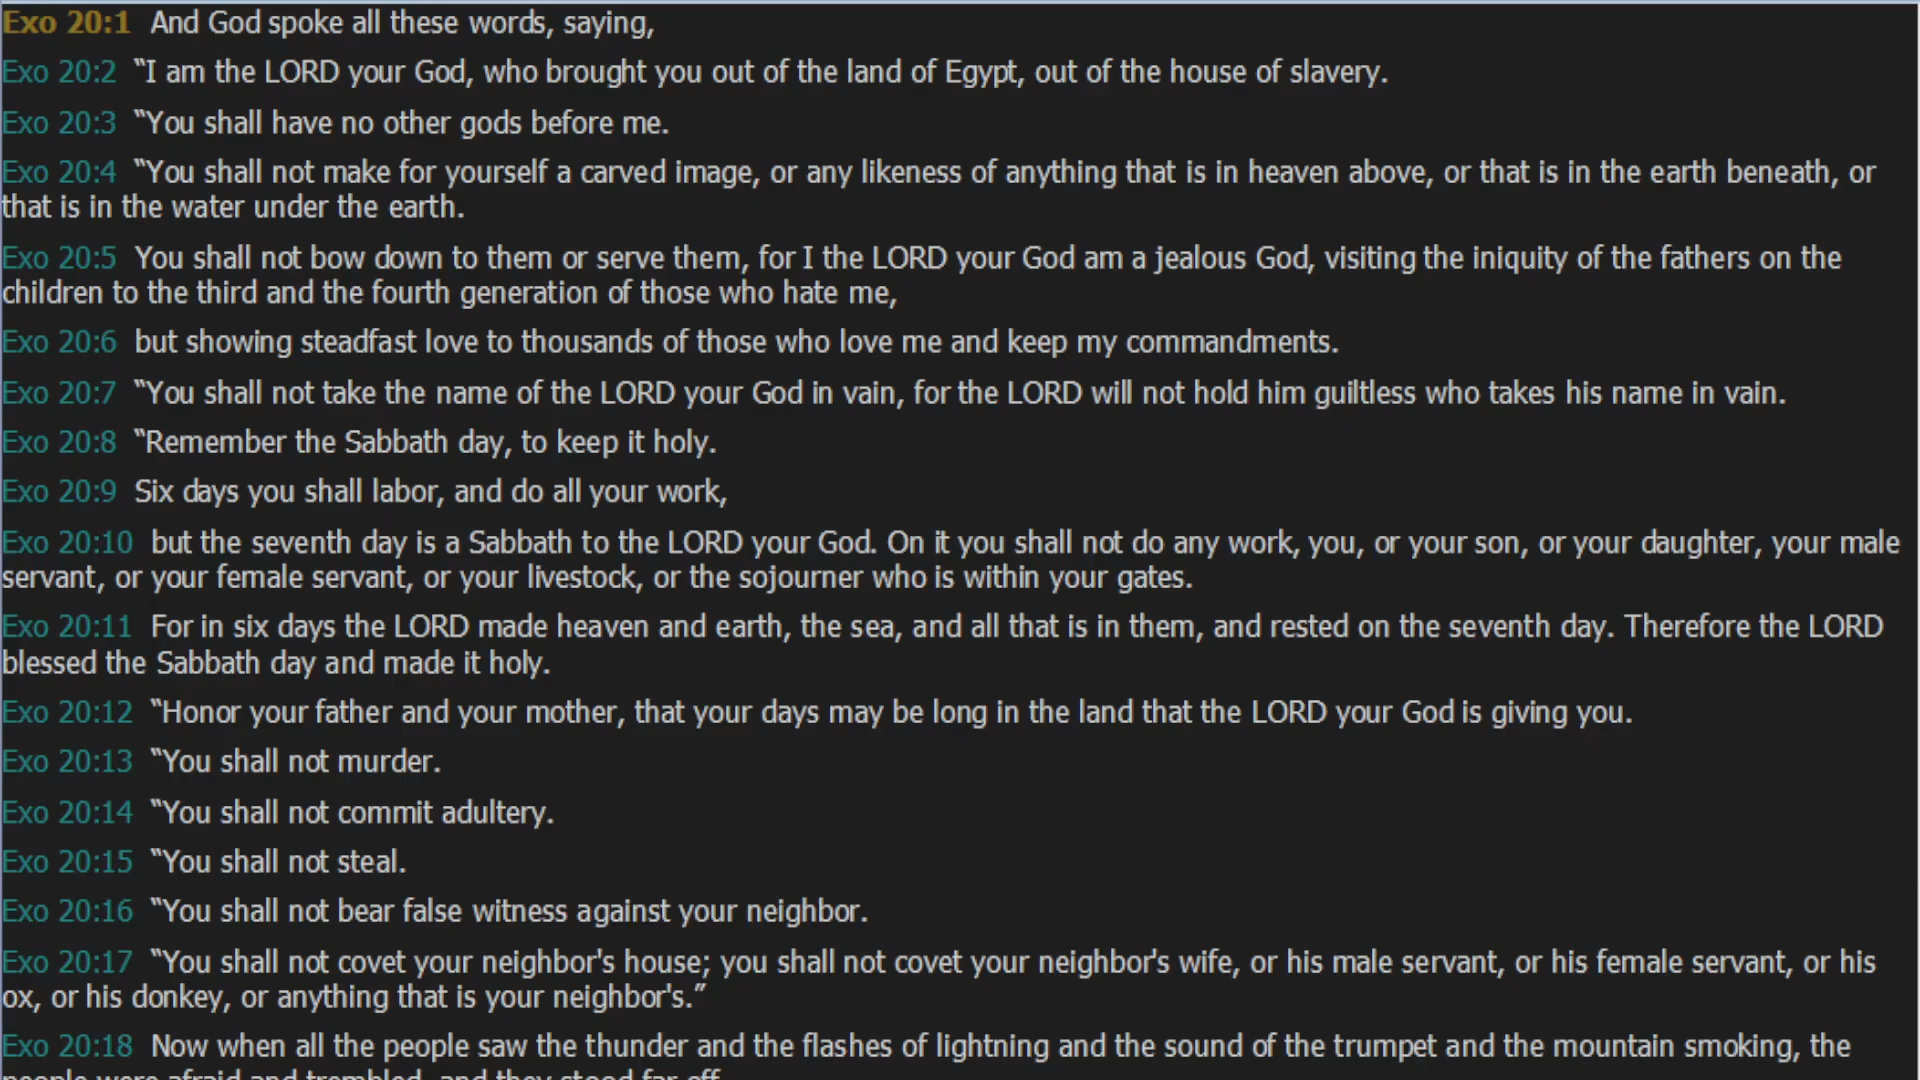 Exo 20:1 And God spoke all these words, saying,
Exo 20:2 “I am the LORD your God, who brought you out of the land of Egypt, out of the house of slavery.
Exo 20:3 “You shall have no other gods before me.
Exo 20:4 “You shall not make for yourself a carved image, or any likeness of anything that is in heaven above, or that is in the earth beneath, or
that is in the water under the earth.
Exo 20:5 You shall not bow down to them or serve them, for I the LORD your God am a jealous God, visiting the iniquity of the fathers on the
children to the third and the fourth generation of those who hate me,
Exo 20:6 but showing steadfast love to thousands of those who love me and keep my commandments.
Exo 20:7 “You shall not take the name of the LORD your God in vain, for the LORD will not hold him guiltless who takes his name in vain.
Exo 20:8 “Remember the Sabbath day, to keep it holy.
Exo 20:9 Six days you shall labor, and do all your work,
Exo 20:10 but the seventh day is a Sabbath to the LORD your God. On it you shall not do any work, you, or your son, or your daughter, your male
servant, or your female servant, or your livestock, or the sojourner who is within your gates.
Exo 20:11 For in six days the LORD made heaven and earth, the sea, and all that is in them, and rested on the seventh day. Therefore the LORD
blessed the Sabbath day and made it holy.
Exo 20:12 “Honor your father and your mother, that your days may be long in the land that the LORD your God is giving you.
Exo 20:13 “You shall not murder.
Exo 20:14 “You shall not commit adultery.
Exo 20:15 “You shall not steal.
Exo 20:16 “You shall not bear false witness against your neighbor.
Exo 20:17 “You shall not covet your neighbor's house; you shall not covet your neighbor's wife, or his male servant, or his female servant, or his
ox, or his donkey, or anything that is your neighbor's.”
Exo 20:18 Now when all the people saw the thunder and the flashes of lightning and the sound of the trumpet and the mountain smoking, the
people were afraid and trembled, and they stood far off